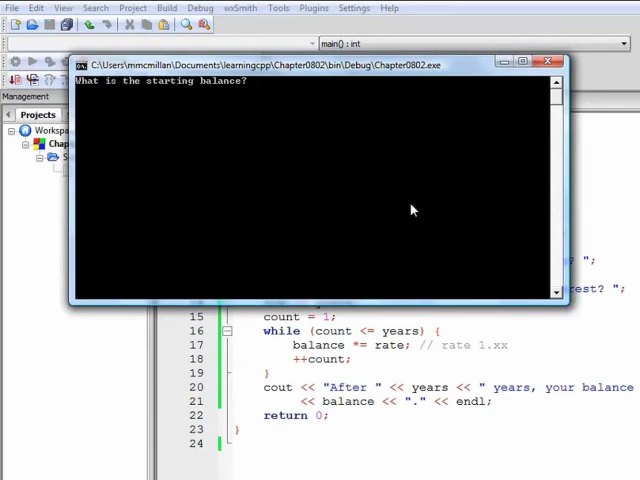 File Edit View Search Project Build Debug wxSmith Tools Plugins Settings Help
main() : int
C:\Users\mmcmillan\Documents\learningcpp\Chapter0802\bin\Debug\Chapter0802.exe
What is the starting balance?
Management
Projects
Workspa
Chap
S
? ";
erest? ";
15 count = 1;
16 while (count <= years) {
17 balance *= rate; // rate 1.xx
18 ++count;
19 }
20 cout << "After " << years << " years, your balance
21 << balance << "." << endl;
22 return 0;
23 }
24